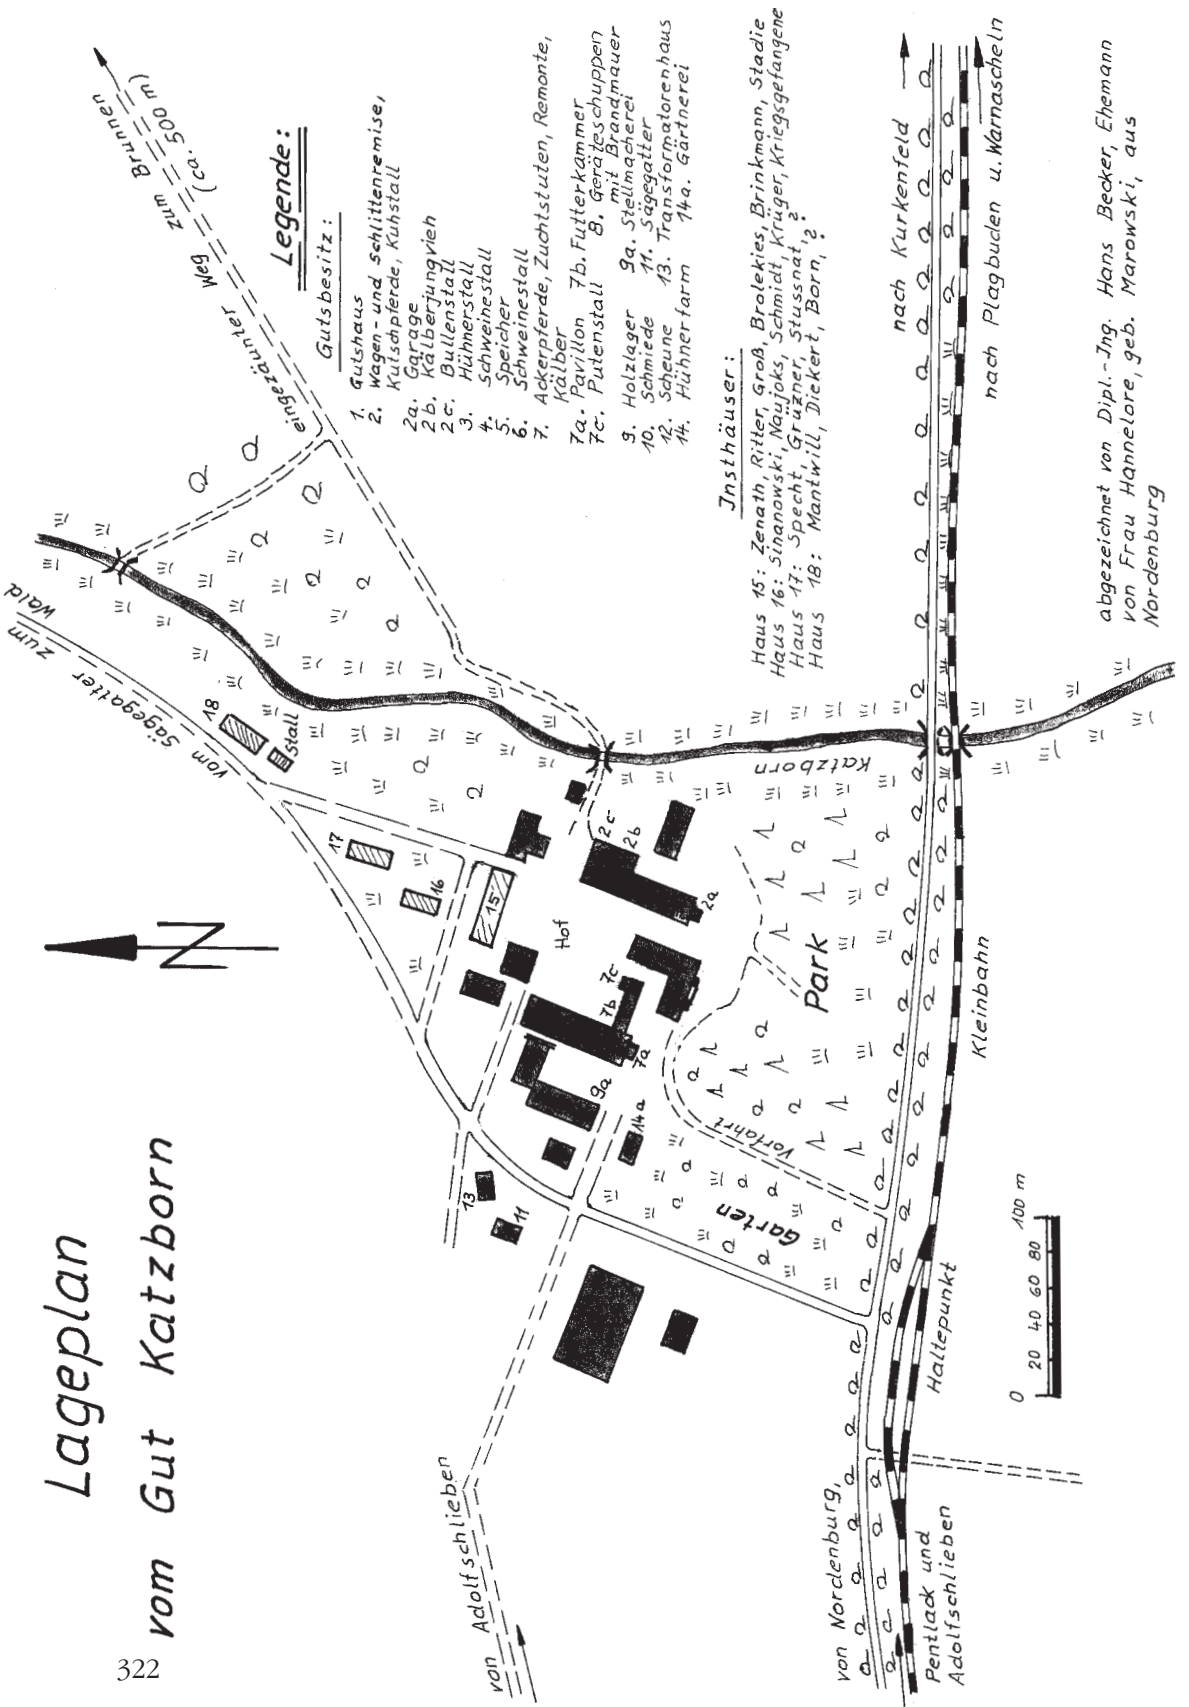 Lageplan
vom Gut Katzborn
322
N
Legende:
Gutsbesitz:
1. Gutshaus
2. Wagen- und Schlittenremise,
Kutschpferde, Kuhstall
2a. Garage
2b. Kälberjungvieh
2c. Bullenstall
3. Hühnerstall
4. Schweinestall
5. Speicher
6. Schweinestall
7. Ackerpferde, Zuchtstuten, Remonte,
Kälber
7a. Pavillon 7b. Futterkammer
7c. Putenstall 8. Geräteschuppen
mit Brandmauer
9. Holzlager 9a. Stellmacherei
10. Schmiede 11. Sägegatter
12. Scheune 13. Transformatorenhaus
14. Hühnerfarm 14a. Gärtnerei
Insthäuser:
Haus 15: Zenath, Ritter, Groß, Brolekies, Brinkmann, Stadie
Haus 16: Sinanowski, Naujoks, Schmidt, Krüger, Kriegsgefangene
Haus 17: Specht, Grüzner, Stussnat, ?
Haus 18: Mantwill, Diekert, Born, ?
eingezäunter Weg zum Brunnen
(ca. 500 m)
vom Sägegatter zum Wald
18
Stall
17
16
15
Hof
2c
2b
2a
7c
7b
7a
9a
14a
13
11
Katzborn
Park
Vorfahrt
Garten
von Adolfschlieben
von Nordenburg,
Pentlack und
Adolfschlieben
Haltepunkt
Kleinbahn
nach Kurkenfeld
nach Plagbuden u. Warnascheln
0 20 40 60 80 100 m
abgezeichnet von Dipl.-Ing. Hans Becker, Ehemann
von Frau Hannelore, geb. Marowski, aus
Nordenburg